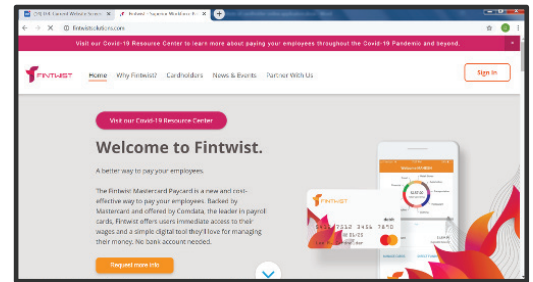 fintwistsolutions.com
Visit our Covid-19 Resource Center to learn more about paying your employees throughout the Covid-19 Pandemic and beyond.
FINTWIST
Home Why Fintwist? Cardholders News & Events Partner With Us
Sign In
Visit our Covid-19 Resource Center
Welcome to Fintwist.
A better way to pay your employees.
The Fintwist Mastercard Paycard is a new and cost-
effective way to pay your employees. Backed by
Mastercard and offered by Comdata, the leader in payroll
cards, Fintwist offers users immediate access to their
wages and a simple digital tool they'll love for managing
their money. No bank account needed.
Request more info
FINTWIST
debit